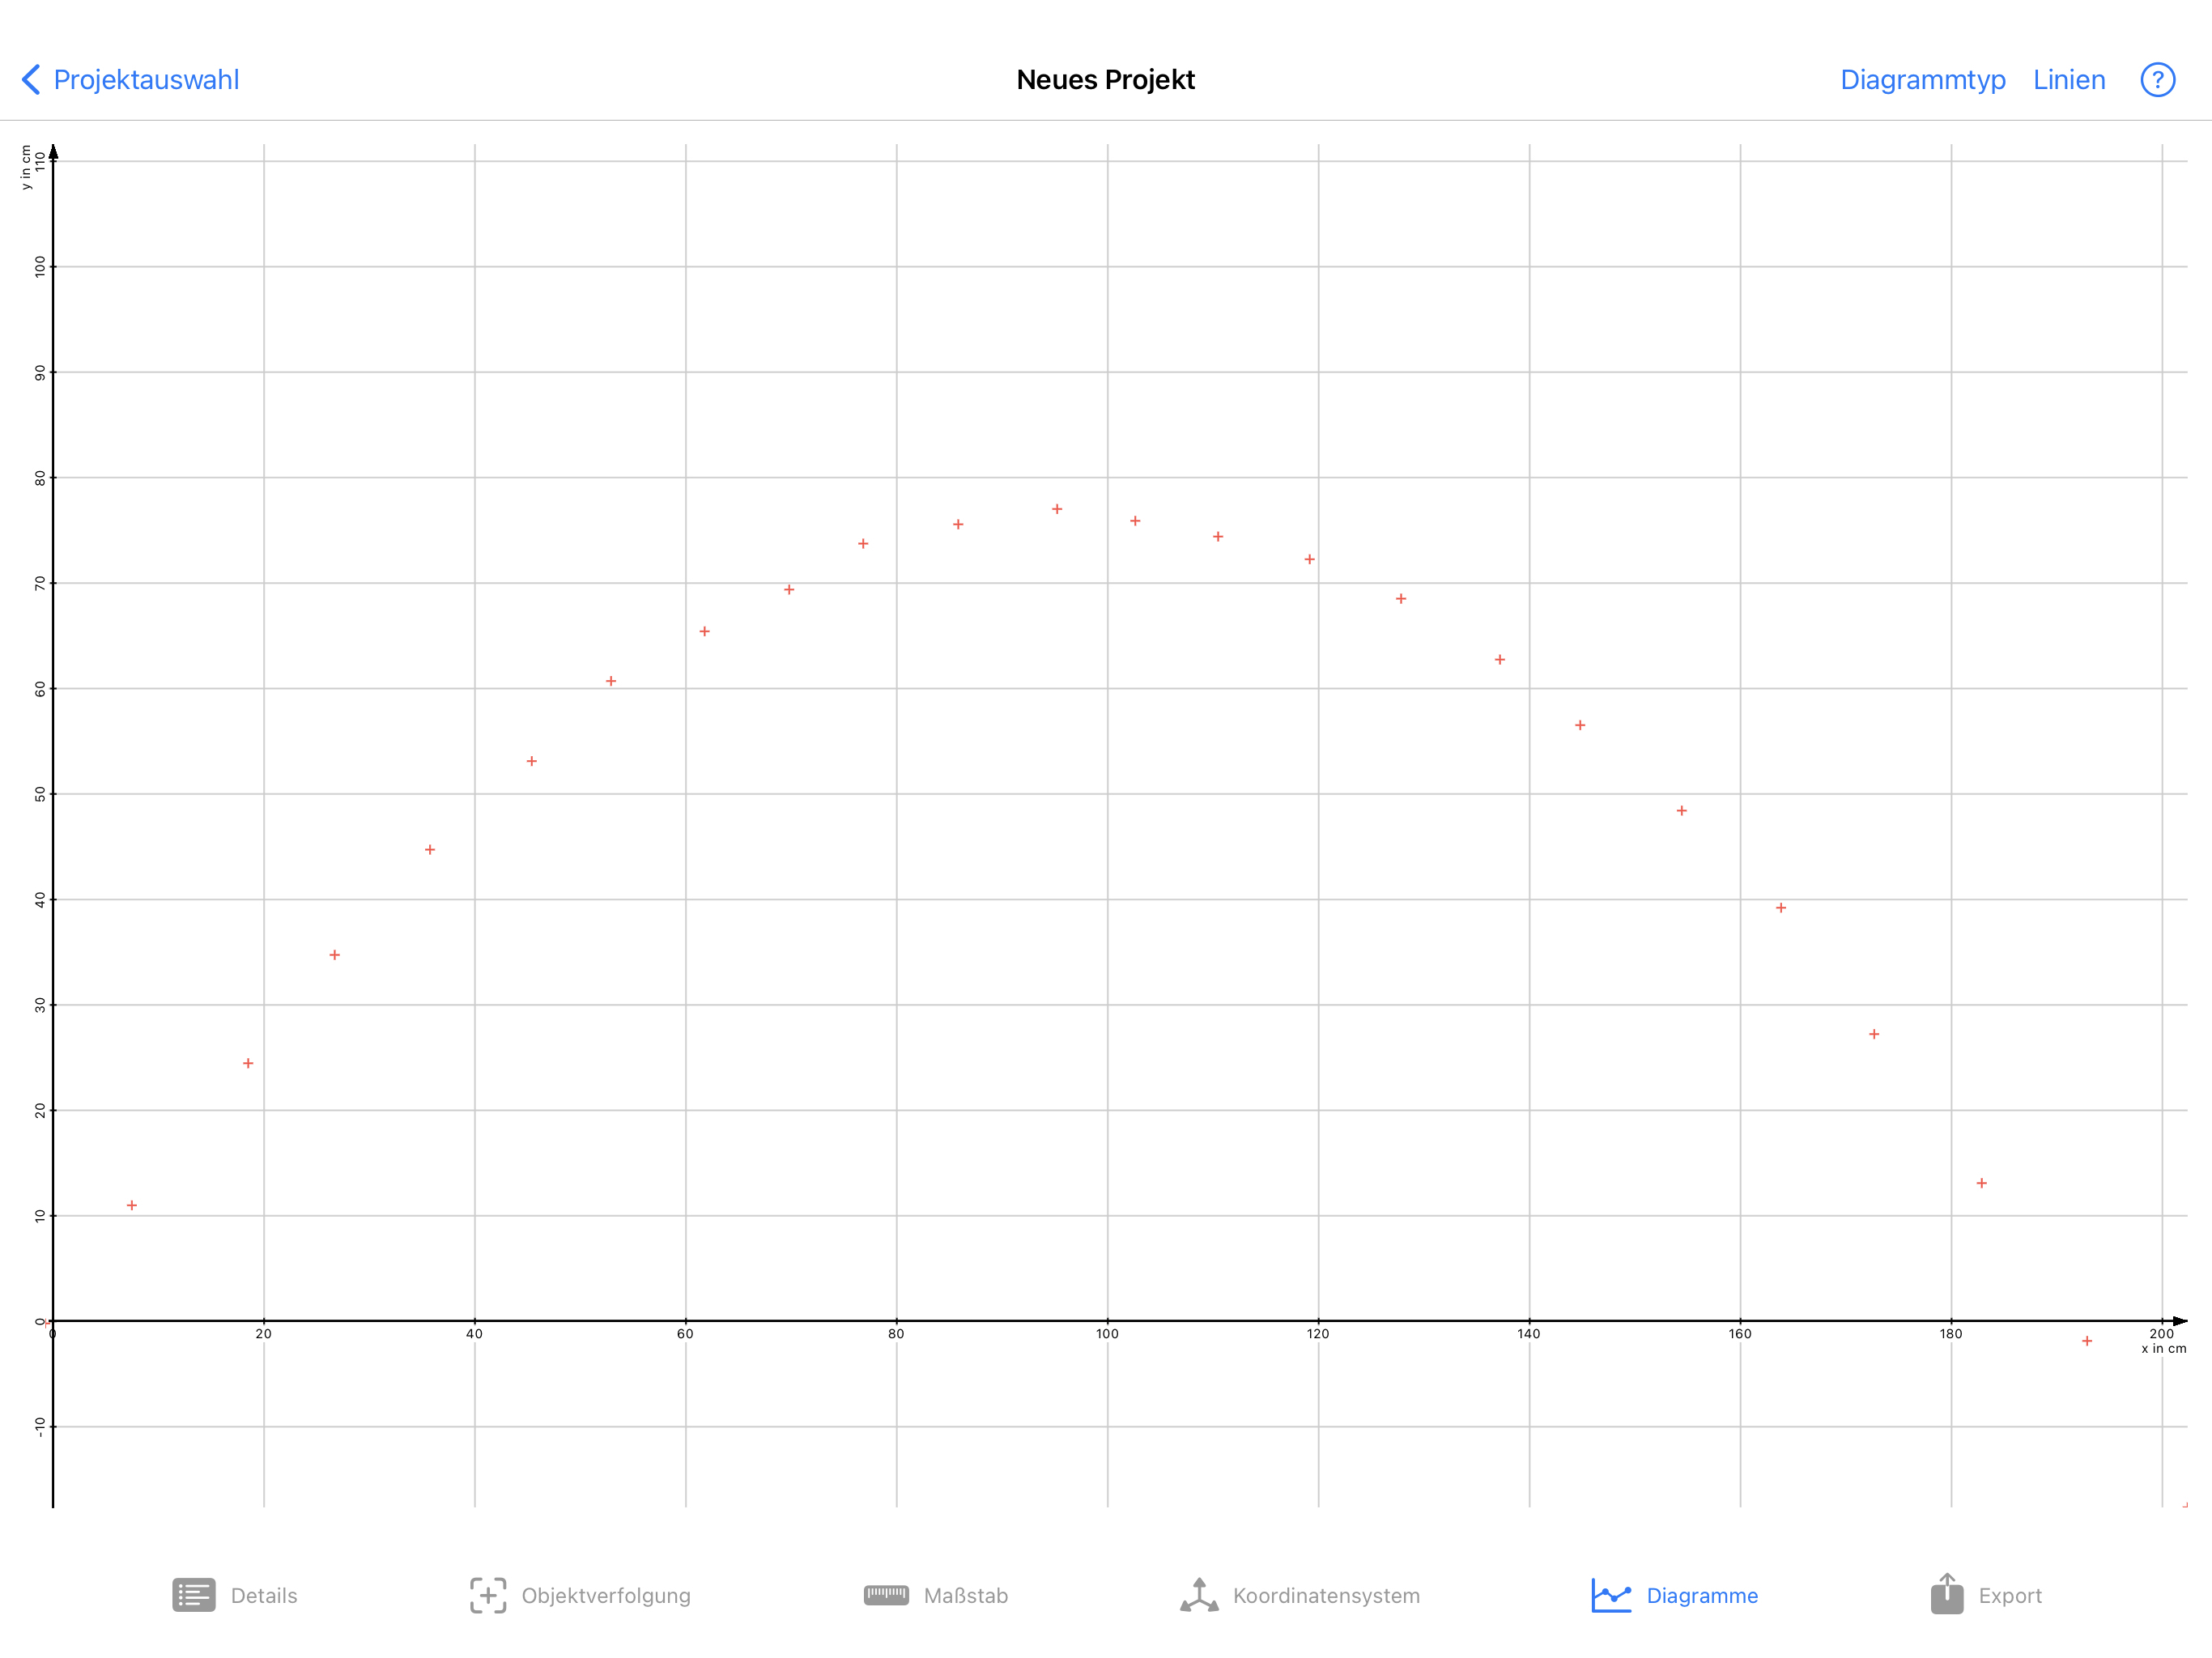 Projektauswahl
Neues Projekt
Diagrammtyp
Linien
?
y in cm
110
100
90
80
70
60
50
40
30
20
10
0
-10
0
20
40
60
80
100
120
140
160
180
200
x in cm
Details
Objektverfolgung
Maßstab
Koordinatensystem
Diagramme
Export